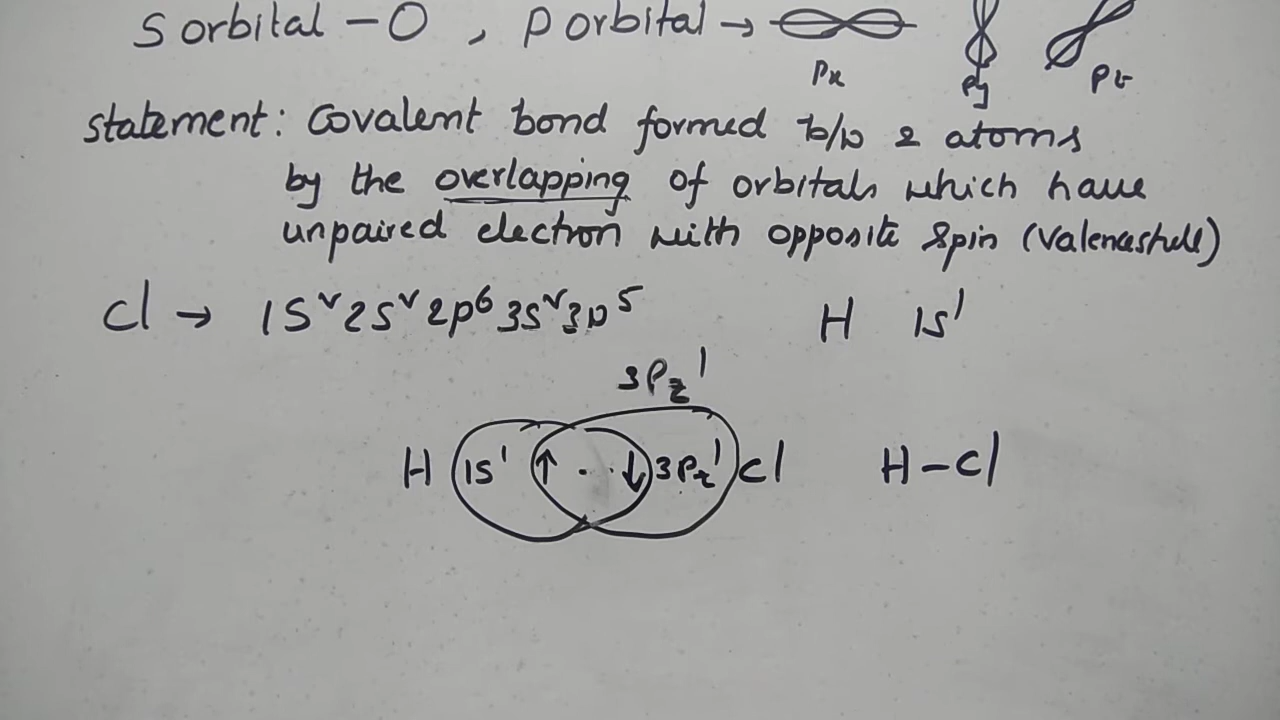 S orbital - O , p orbital →
Px Py Pz
statement: Covalent bond formed b/w 2 atoms
by the overlapping of orbitals which have
unpaired electron with opposite spin (Valenceshell)
Cl → 1S² 2S² 2p⁶ 3S² 3p⁵ H 1S¹
3Pz¹
H 1S¹ ↑ . . ↓ 3Pz¹ Cl H-Cl